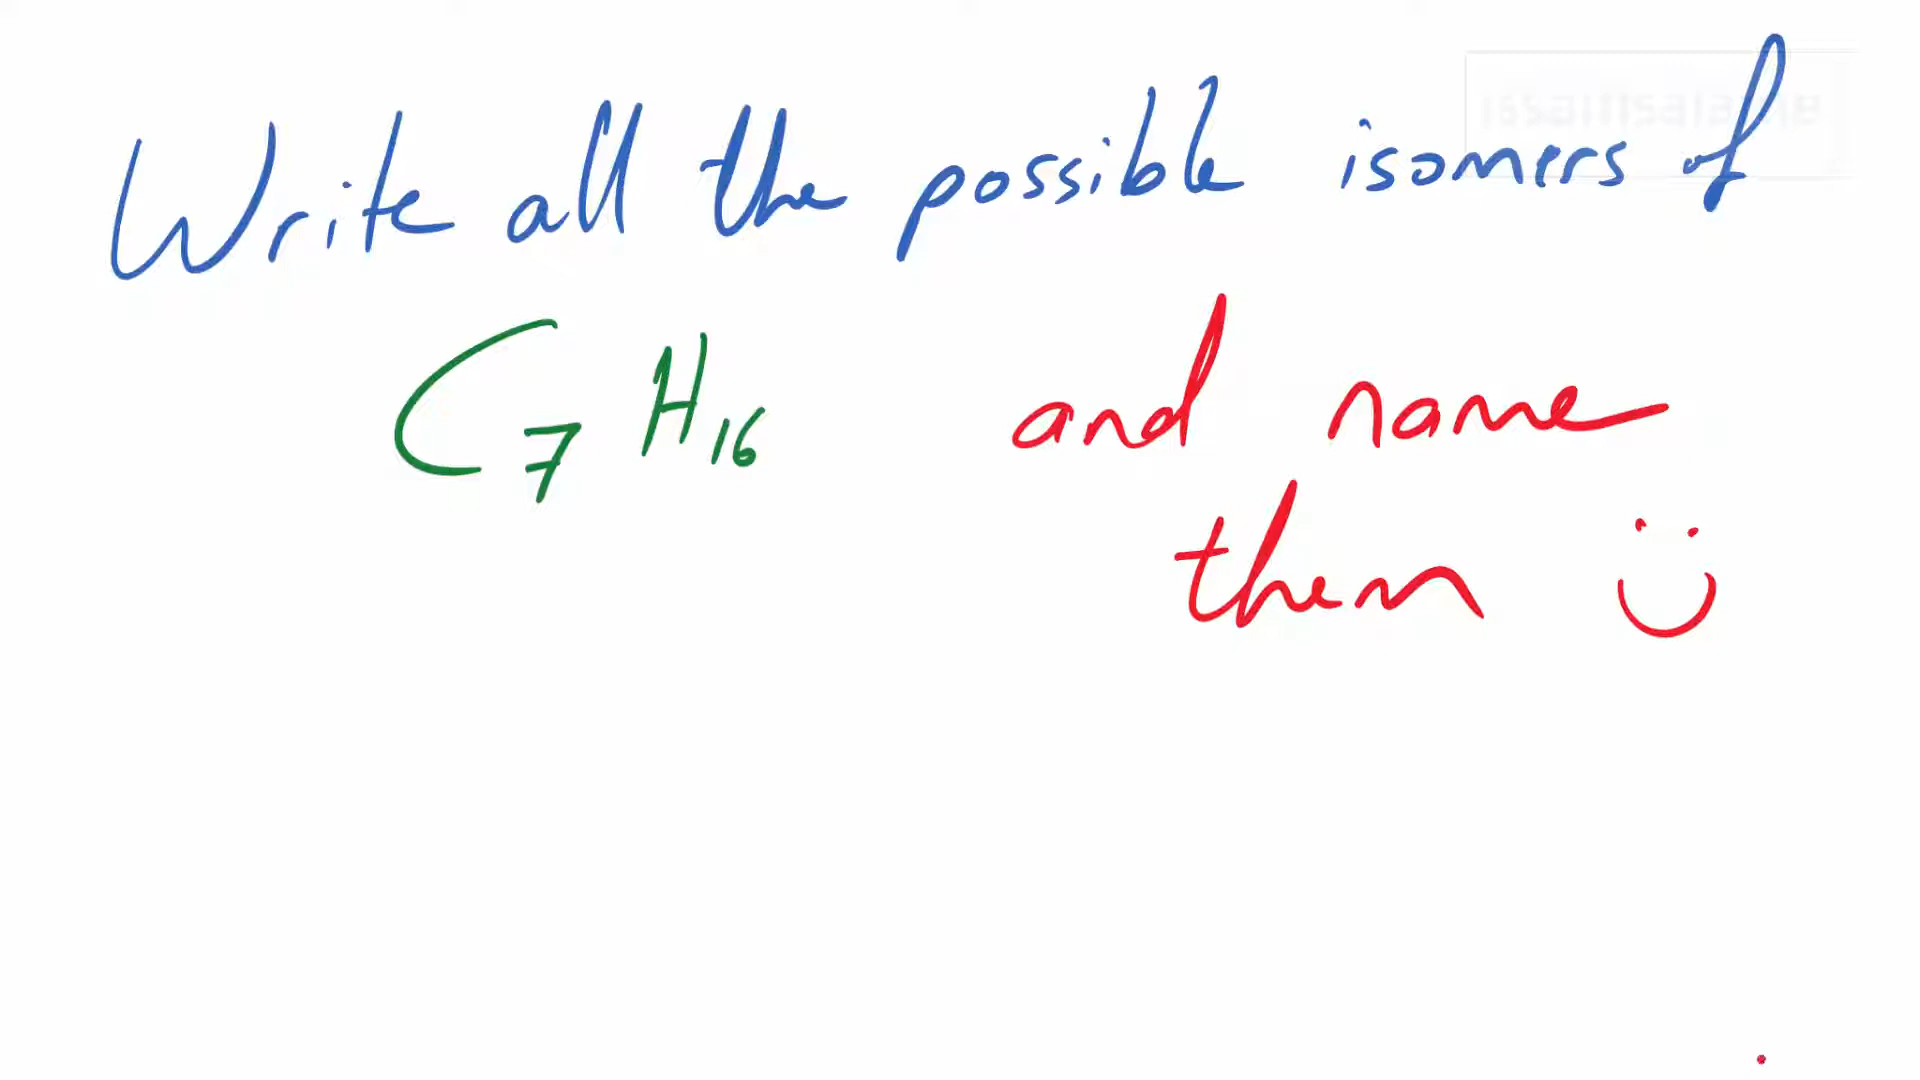 Write all the possible isomers of
C₇H₁₆ and name
them